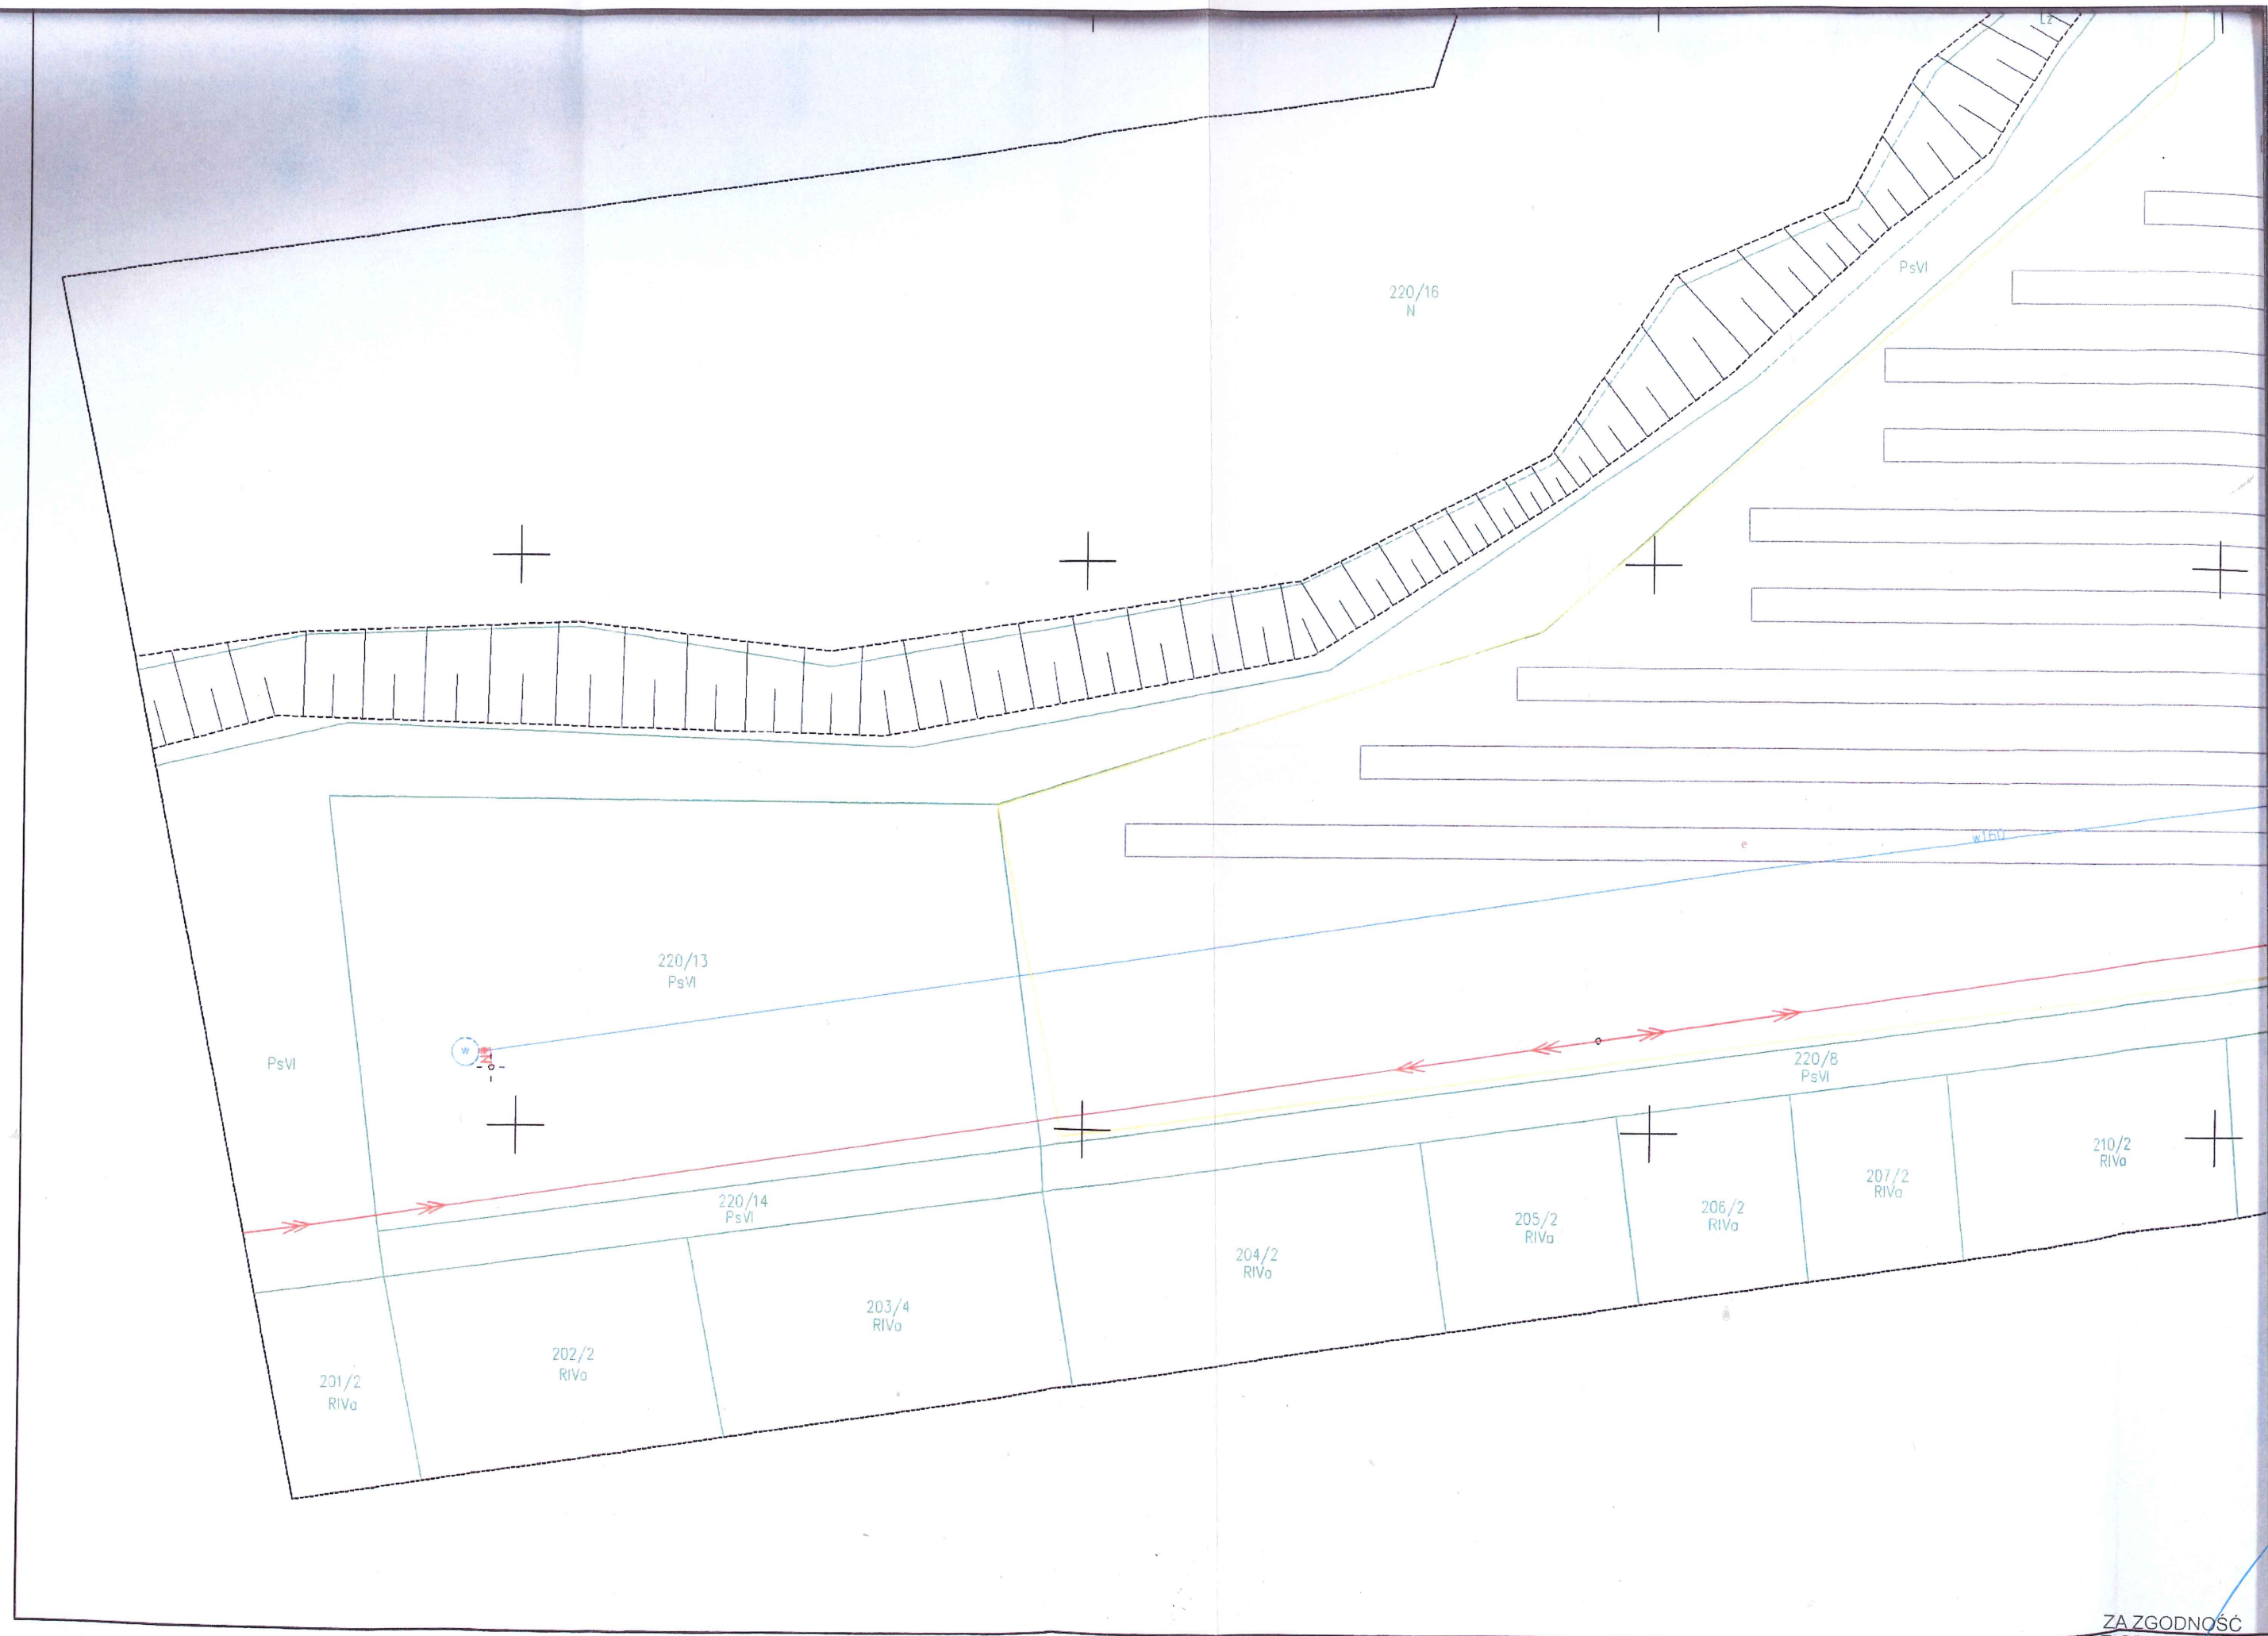 Lz
PsVI
220/16
N
w160
e
220/13
PsVI
w
PsVI
220/8
PsVI
210/2
RIVa
207/2
RIVa
206/2
RIVa
205/2
RIVa
220/14
PsVI
204/2
RIVa
203/4
RIVa
202/2
RIVa
201/2
RIVa
ZA ZGODNOŚĆ